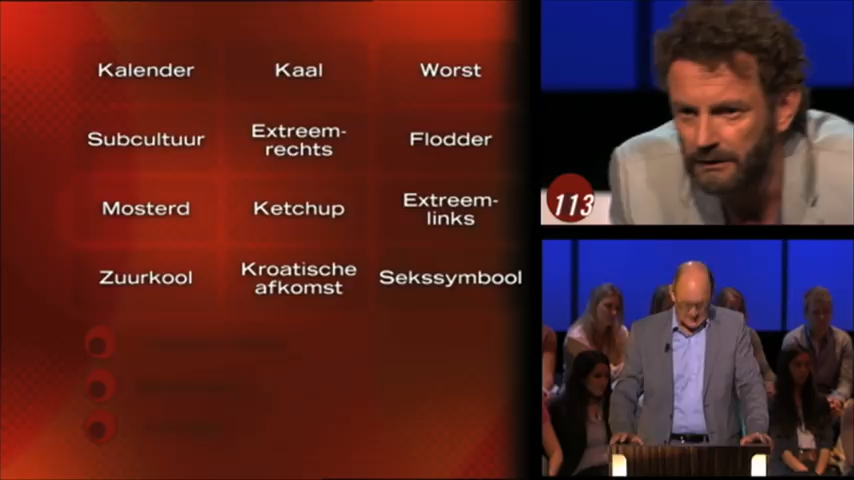 Kalender Kaal Worst
Subcultuur Extreem-
rechts Flodder
Mosterd Ketchup Extreem-
links
Zuurkool Kroatische
afkomst Sekssymbool
113